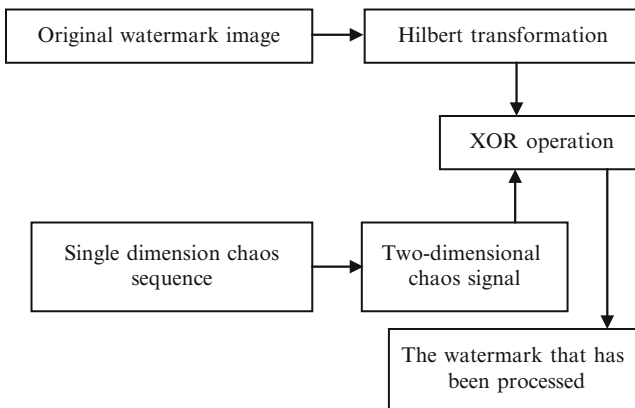 Original watermark image
Hilbert transformation
XOR operation
Single dimension chaos
sequence
Two-dimensional
chaos signal
The watermark that has
been processed